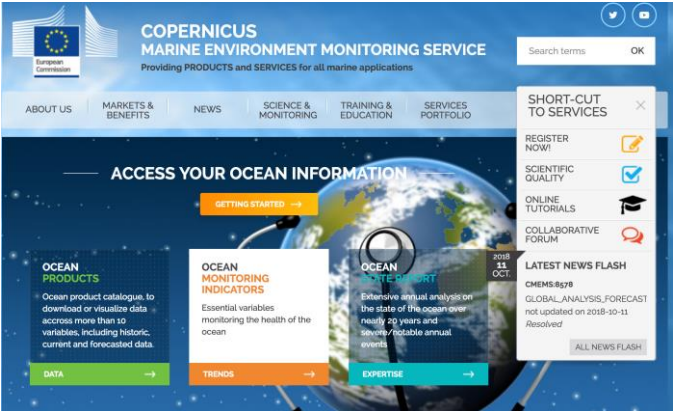 European
Commission
COPERNICUS
MARINE ENVIRONMENT MONITORING SERVICE
Providing PRODUCTS and SERVICES for all marine applications
Search terms
OK
ABOUT US
MARKETS &
BENEFITS
NEWS
SCIENCE &
MONITORING
TRAINING &
EDUCATION
SERVICES
PORTFOLIO
SHORT-CUT
TO SERVICES
REGISTER
NOW!
SCIENTIFIC
QUALITY
ONLINE
TUTORIALS
COLLABORATIVE
FORUM
ACCESS YOUR OCEAN INFORMATION
GETTING STARTED →
OCEAN
PRODUCTS
Ocean product catalogue, to
download or visualize data
accross more than 10
variables, including historic,
current and forecasted data.
DATA →
OCEAN
MONITORING
INDICATORS
Essential variables
monitoring the health of the
ocean
TRENDS →
OCEAN
STATE REPORT
Extensive annual analysis on
the state of the ocean over
nearly 20 years and
severe/notable annual
events
EXPERTISE →
2018
11
OCT.
LATEST NEWS FLASH
CMEMS:8578
GLOBAL_ANALYSIS_FORECAST
not updated on 2018-10-11
Resolved
ALL NEWS FLASH